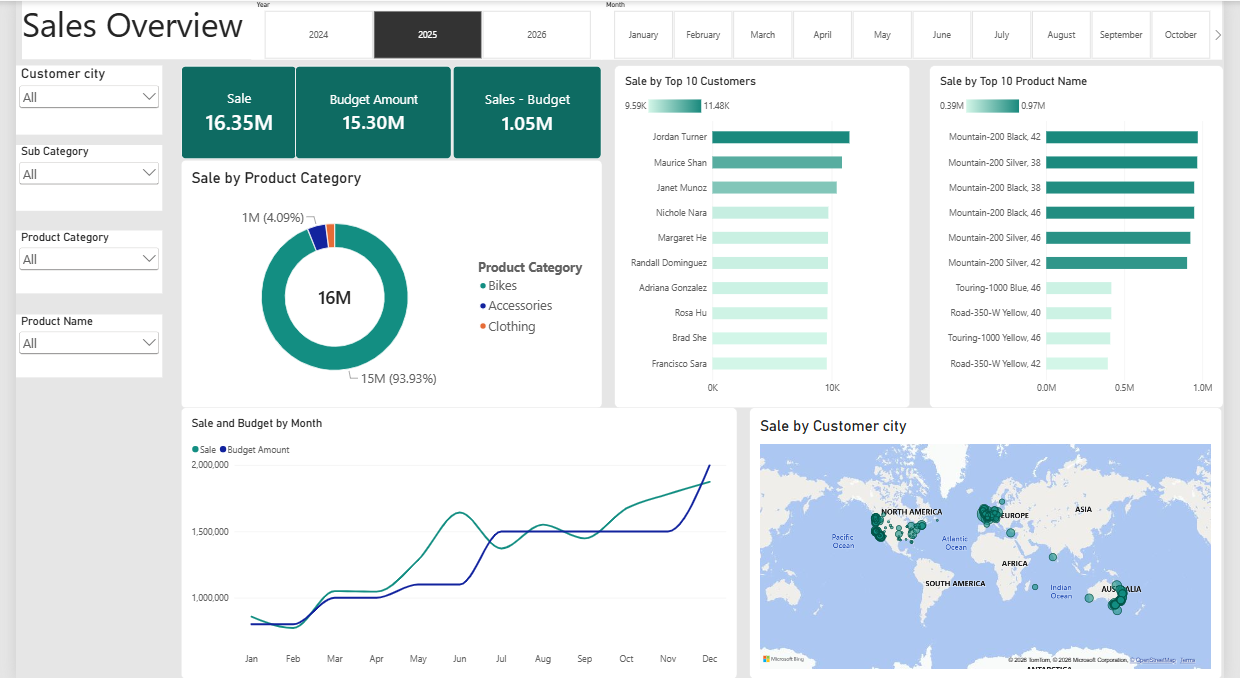 Sales Overview
Year
2024
2025
2026
Month
January
February
March
April
May
June
July
August
September
October
Customer city
All
Sub Category
All
Product Category
All
Product Name
All
Sale
16.35M
Budget Amount
15.30M
Sales - Budget
1.05M
Sale by Product Category
1M (4.09%)
16M
15M (93.93%)
Product Category
Bikes
Accessories
Clothing
Sale by Top 10 Customers
9.59K
11.48K
Jordan Turner
Maurice Shan
Janet Munoz
Nichole Nara
Margaret He
Randall Dominguez
Adriana Gonzalez
Rosa Hu
Brad She
Francisco Sara
0K
10K
Sale by Top 10 Product Name
0.39M
0.97M
Mountain-200 Black, 42
Mountain-200 Silver, 38
Mountain-200 Black, 38
Mountain-200 Black, 46
Mountain-200 Silver, 46
Mountain-200 Silver, 42
Touring-1000 Blue, 46
Road-350-W Yellow, 40
Touring-1000 Yellow, 46
Road-350-W Yellow, 42
0.0M
0.5M
1.0M
Sale and Budget by Month
Sale
Budget Amount
2,000,000
1,500,000
1,000,000
Jan
Feb
Mar
Apr
May
Jun
Jul
Aug
Sep
Oct
Nov
Dec
Sale by Customer city
NORTH AMERICA
EUROPE
ASIA
Pacific
Ocean
Atlantic
Ocean
AFRICA
SOUTH AMERICA
Indian
Ocean
AUSTRALIA
Microsoft Bing
© 2026 TomTom, © 2026 Microsoft Corporation, © OpenStreetMap Terms
ANTARCTICA